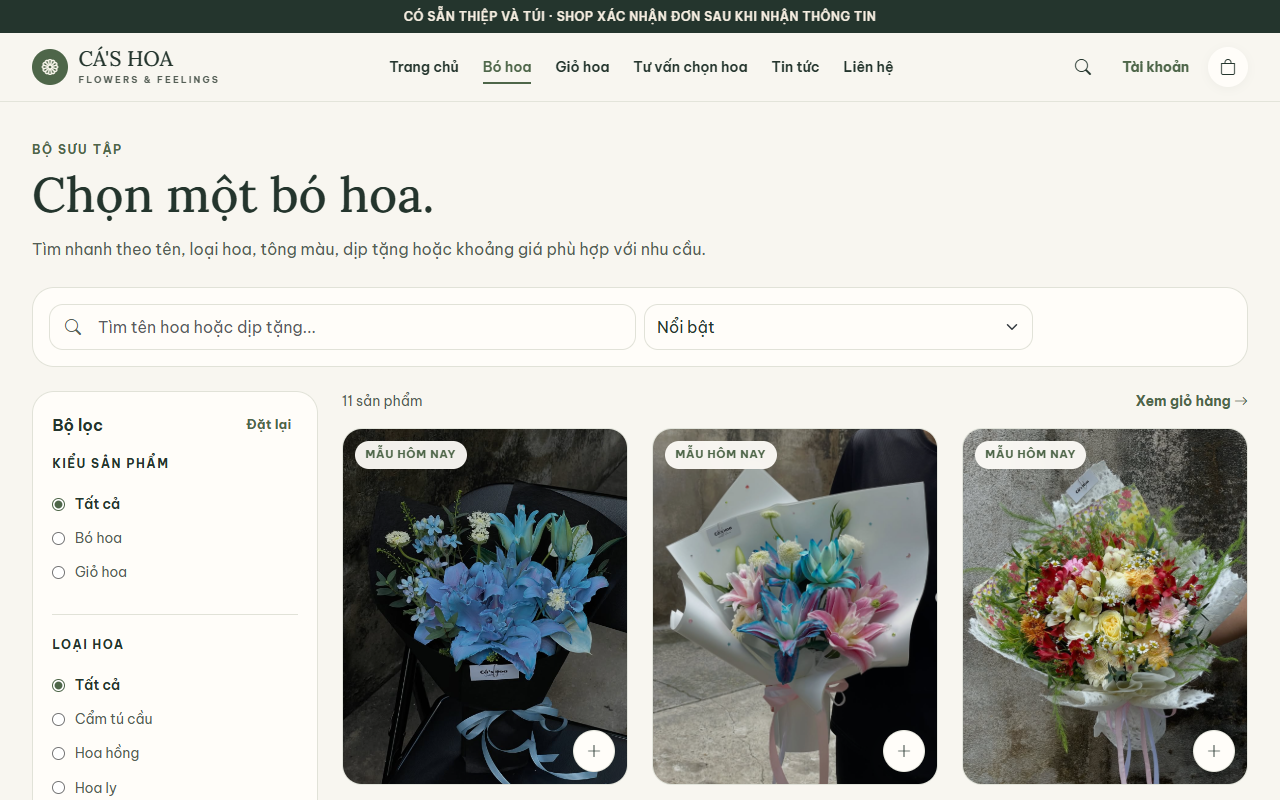 CÓ SẴN THIỆP VÀ TÚI · SHOP XÁC NHẬN ĐƠN SAU KHI NHẬN THÔNG TIN
CÁ'S HOA
FLOWERS & FEELINGS
Trang chủ
Bó hoa
Giỏ hoa
Tư vấn chọn hoa
Tin tức
Liên hệ
Tài khoản
BỘ SƯU TẬP
Chọn một bó hoa.
Tìm nhanh theo tên, loại hoa, tông màu, dịp tặng hoặc khoảng giá phù hợp với nhu cầu.
Tìm tên hoa hoặc dịp tặng...
Nổi bật
Bộ lọc
Đặt lại
KIỂU SẢN PHẨM
Tất cả
Bó hoa
Giỏ hoa
LOẠI HOA
Tất cả
Cẩm tú cầu
Hoa hồng
Hoa ly
11 sản phẩm
Xem giỏ hàng →
MẪU HÔM NAY
MẪU HÔM NAY
MẪU HÔM NAY